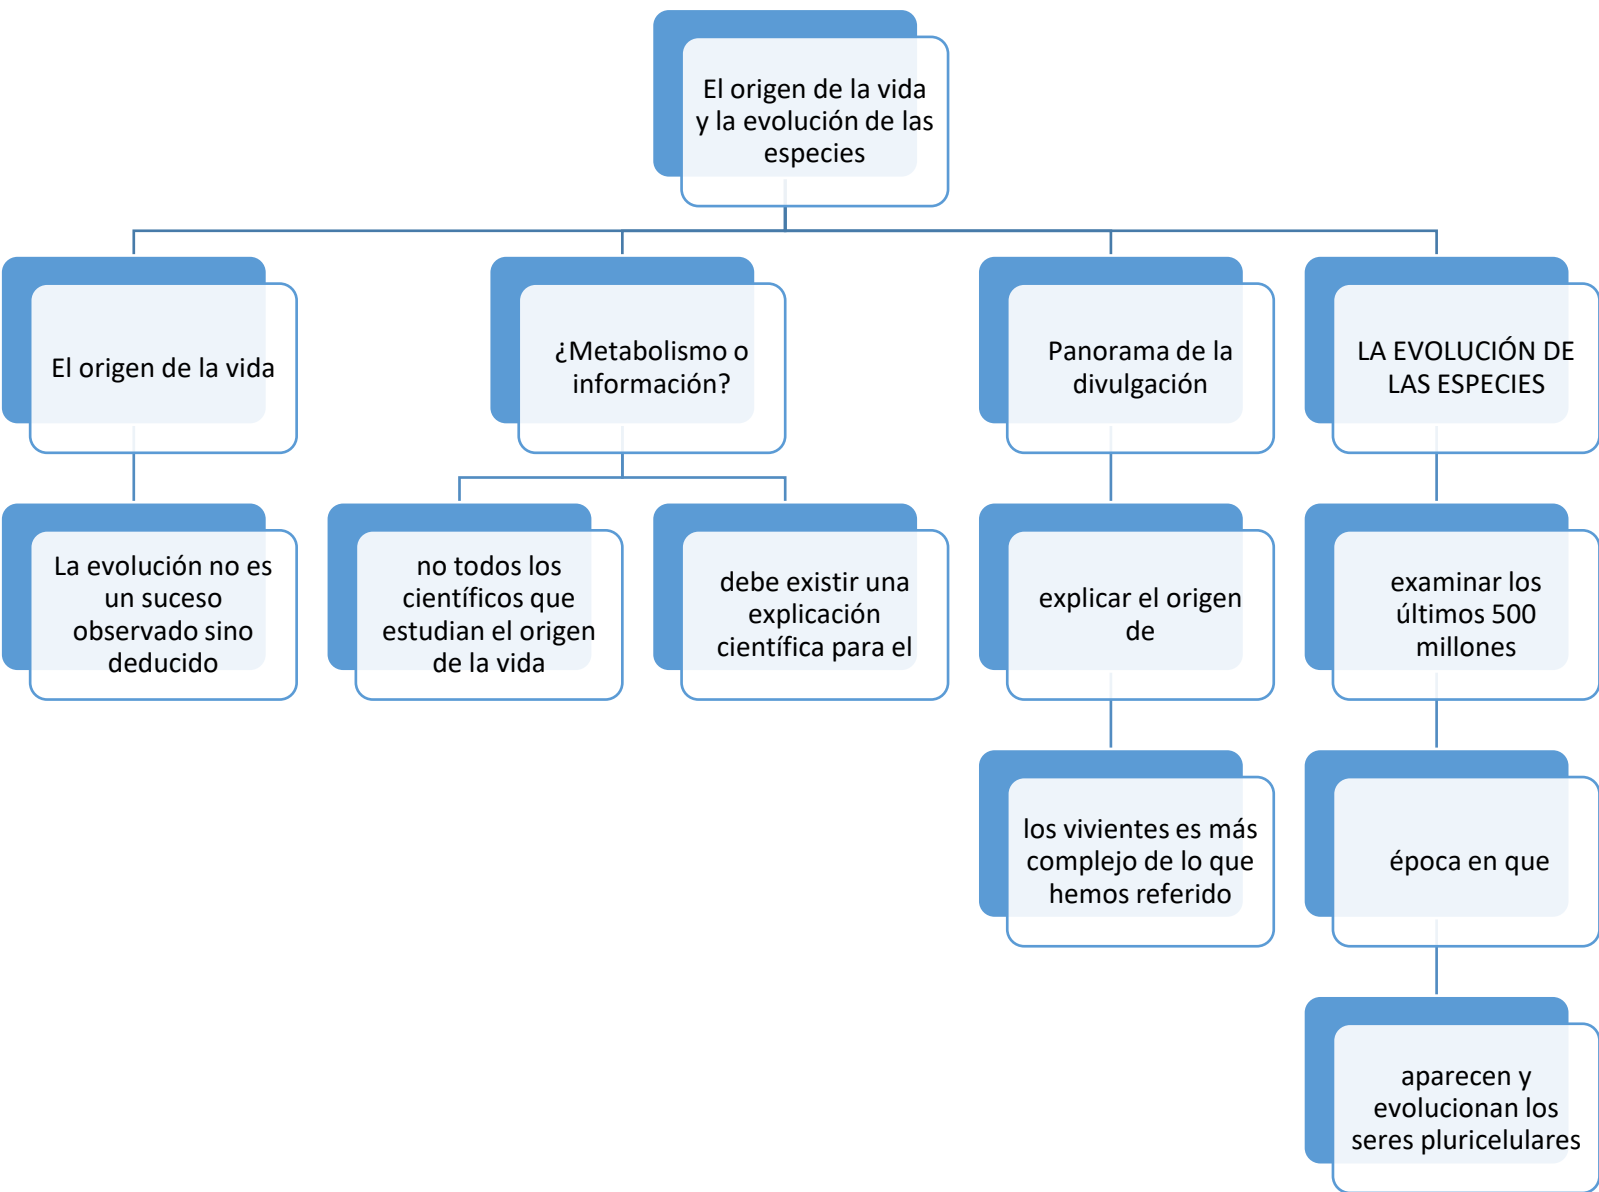 El origen de la vida
y la evolución de las
especies
El origen de la vida
¿Metabolismo o
información?
Panorama de la
divulgación
LA EVOLUCIÓN DE
LAS ESPECIES
La evolución no es
un suceso
observado sino
deducido
no todos los
científicos que
estudian el origen
de la vida
debe existir una
explicación
científica para el
explicar el origen
de
examinar los
últimos 500
millones
los vivientes es más
complejo de lo que
hemos referido
época en que
aparecen y
evolucionan los
seres pluricelulares